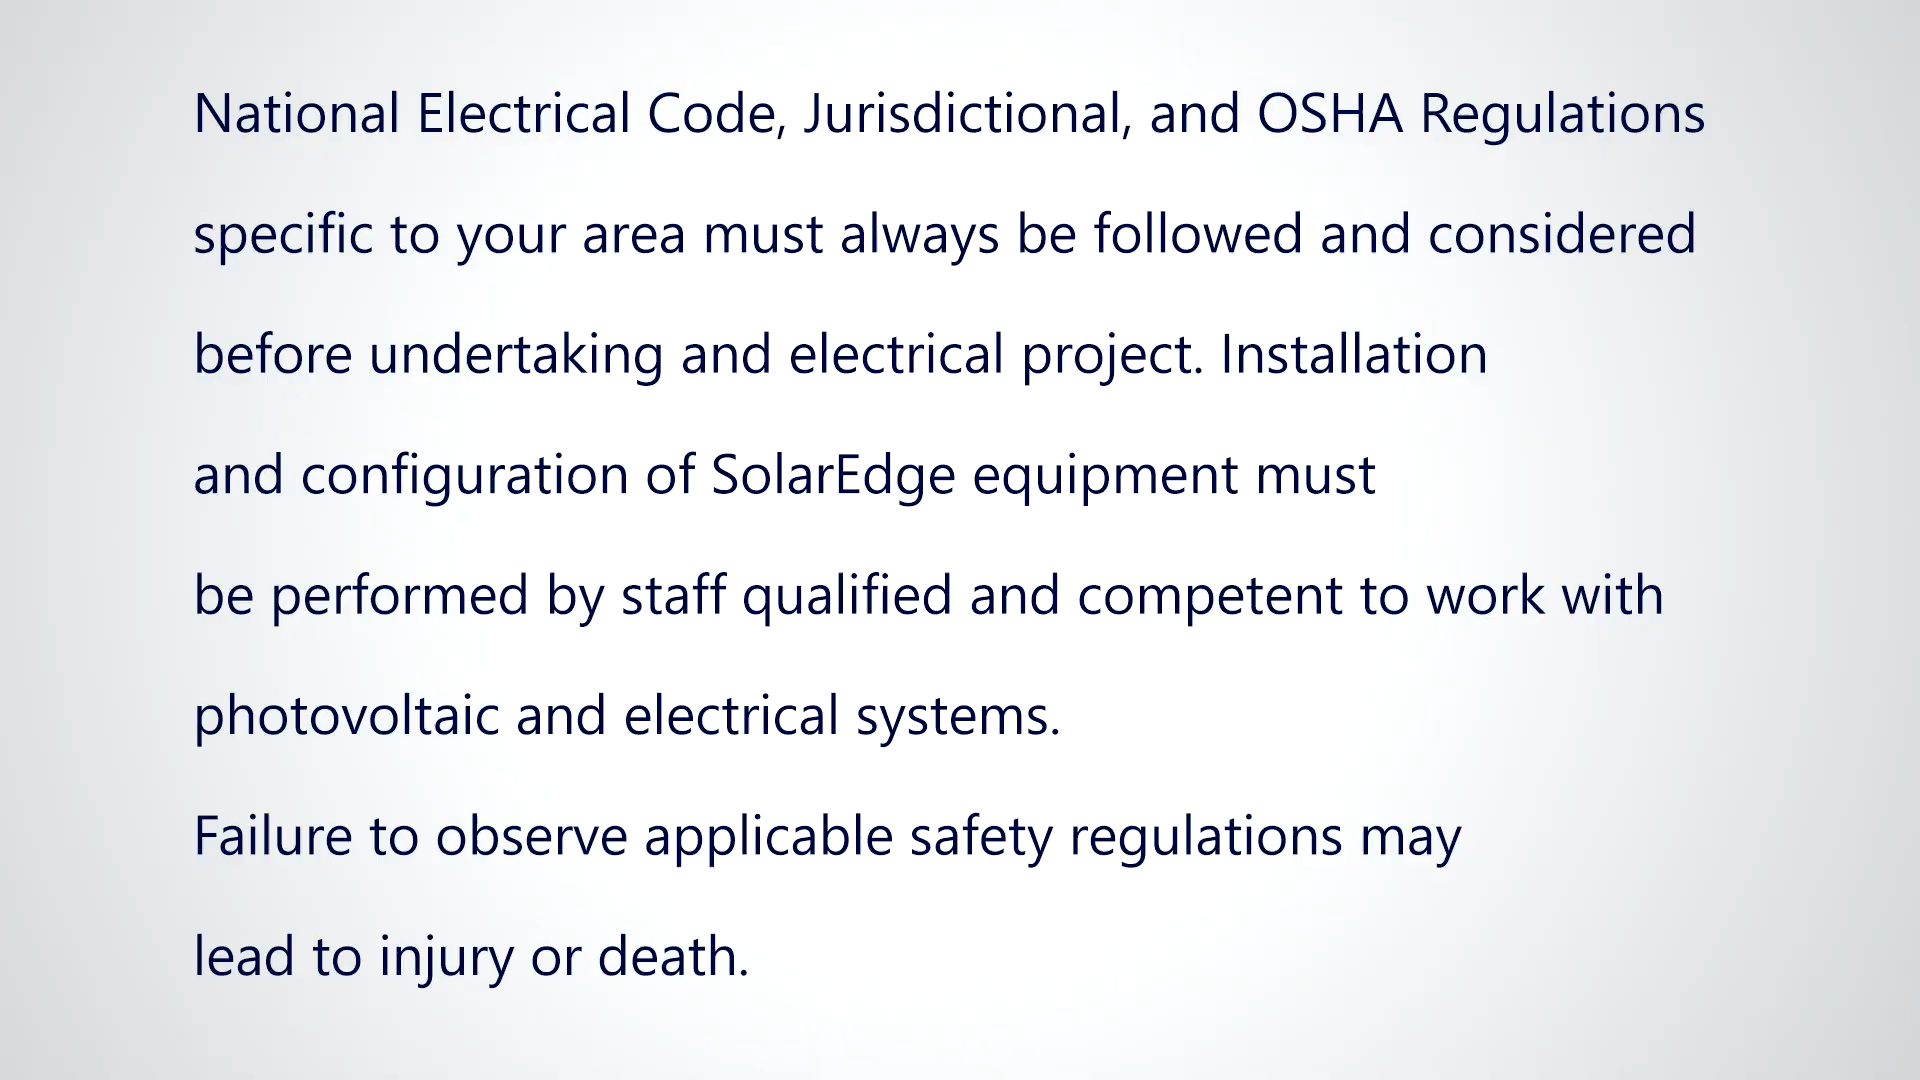 National Electrical Code, Jurisdictional, and OSHA Regulations
specific to your area must always be followed and considered
before undertaking and electrical project. Installation
and configuration of SolarEdge equipment must
be performed by staff qualified and competent to work with
photovoltaic and electrical systems.
Failure to observe applicable safety regulations may
lead to injury or death.